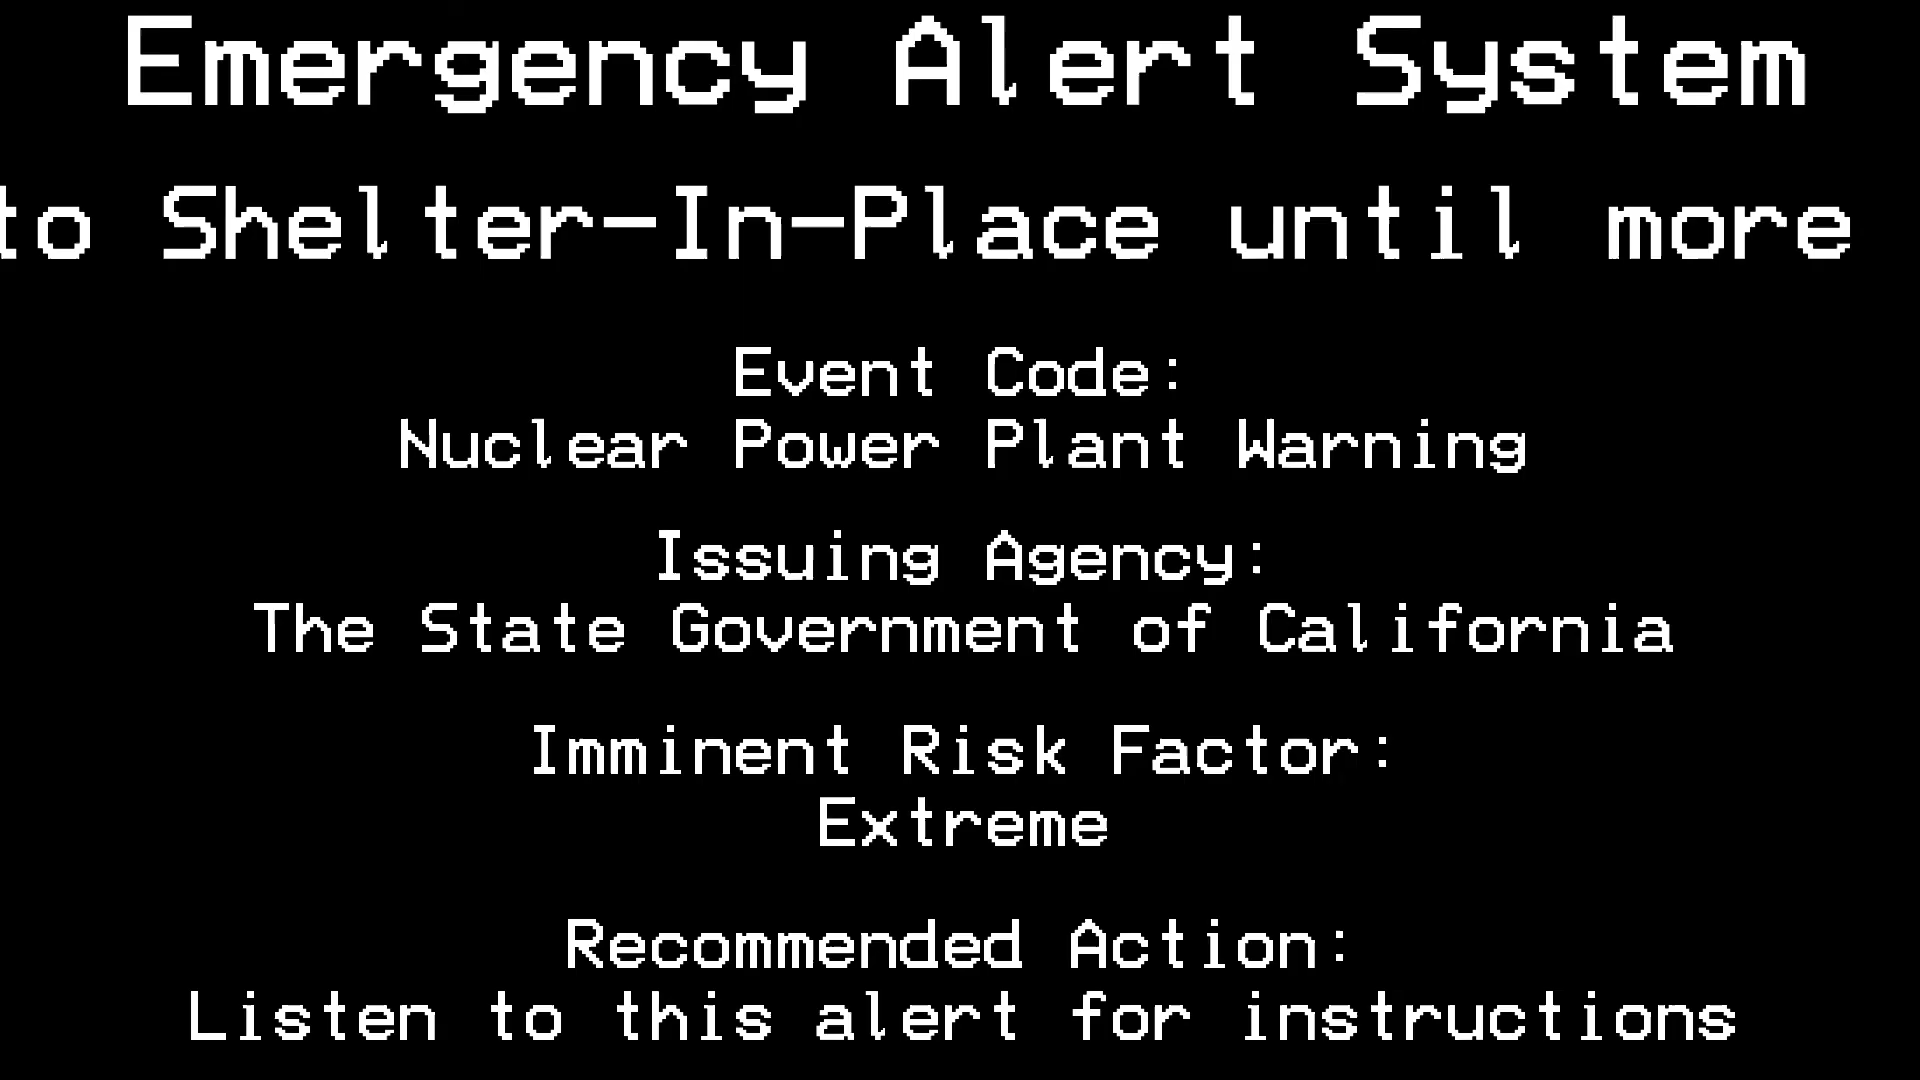 Emergency Alert System
to Shelter-In-Place until more
Event Code:
Nuclear Power Plant Warning
Issuing Agency:
The State Government of California
Imminent Risk Factor:
Extreme
Recommended Action:
Listen to this alert for instructions